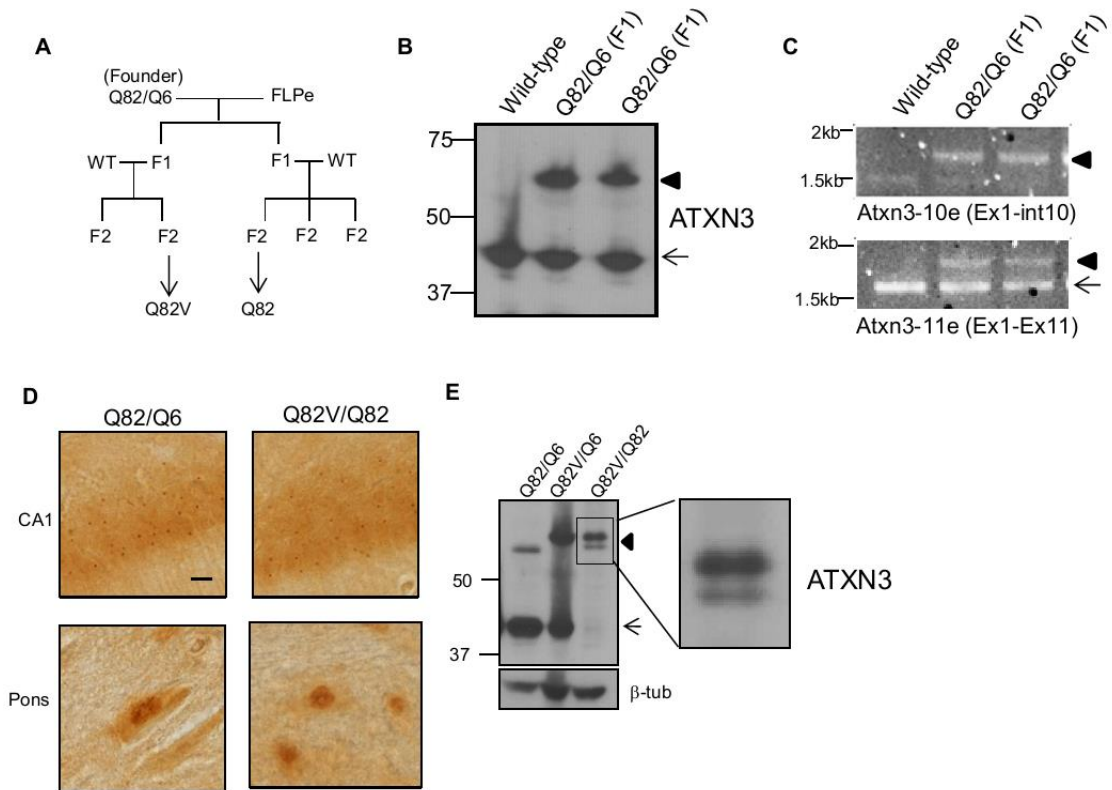 A
(Founder)
Q82/Q6
FLPe
WT F1
F1 WT
F2 F2 F2 F2 F2
Q82V Q82
B
Wild-type
Q82/Q6 (F1)
Q82/Q6 (F1)
75
50
37
ATXN3
C
Wild-type
Q82/Q6 (F1)
Q82/Q6 (F1)
2kb
1.5kb
Atxn3-10e (Ex1-int10)
2kb
1.5kb
Atxn3-11e (Ex1-Ex11)
D
Q82/Q6 Q82V/Q82
CA1
Pons
E
Q82/Q6
Q82V/Q6
Q82V/Q82
50
37
ATXN3
β-tub